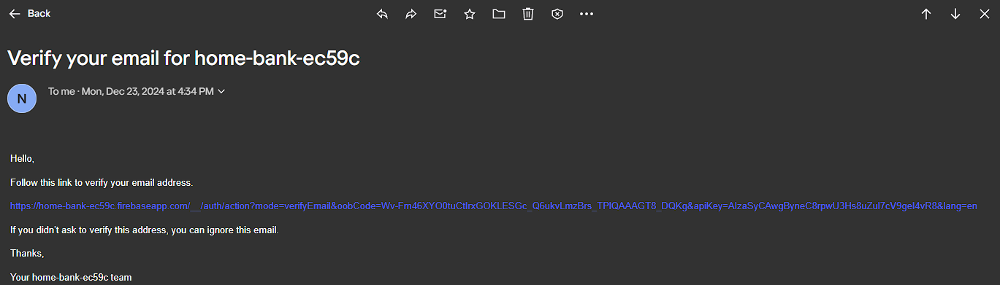 Back
Verify your email for home-bank-ec59c
N
To me · Mon, Dec 23, 2024 at 4:34 PM
Hello,
Follow this link to verify your email address.
https://home-bank-ec59c.firebaseapp.com/__/auth/action?mode=verifyEmail&oobCode=Wv-Fm46XYO0tuCtIrxGOKLESGc_Q6ukvLmzBrs_TPIQAAAGT8_DQKg&apiKey=AIzaSyCAwgByneC8rpwU3Hs8uZuI7cV9geI4vR8&lang=en
If you didn’t ask to verify this address, you can ignore this email.
Thanks,
Your home-bank-ec59c team